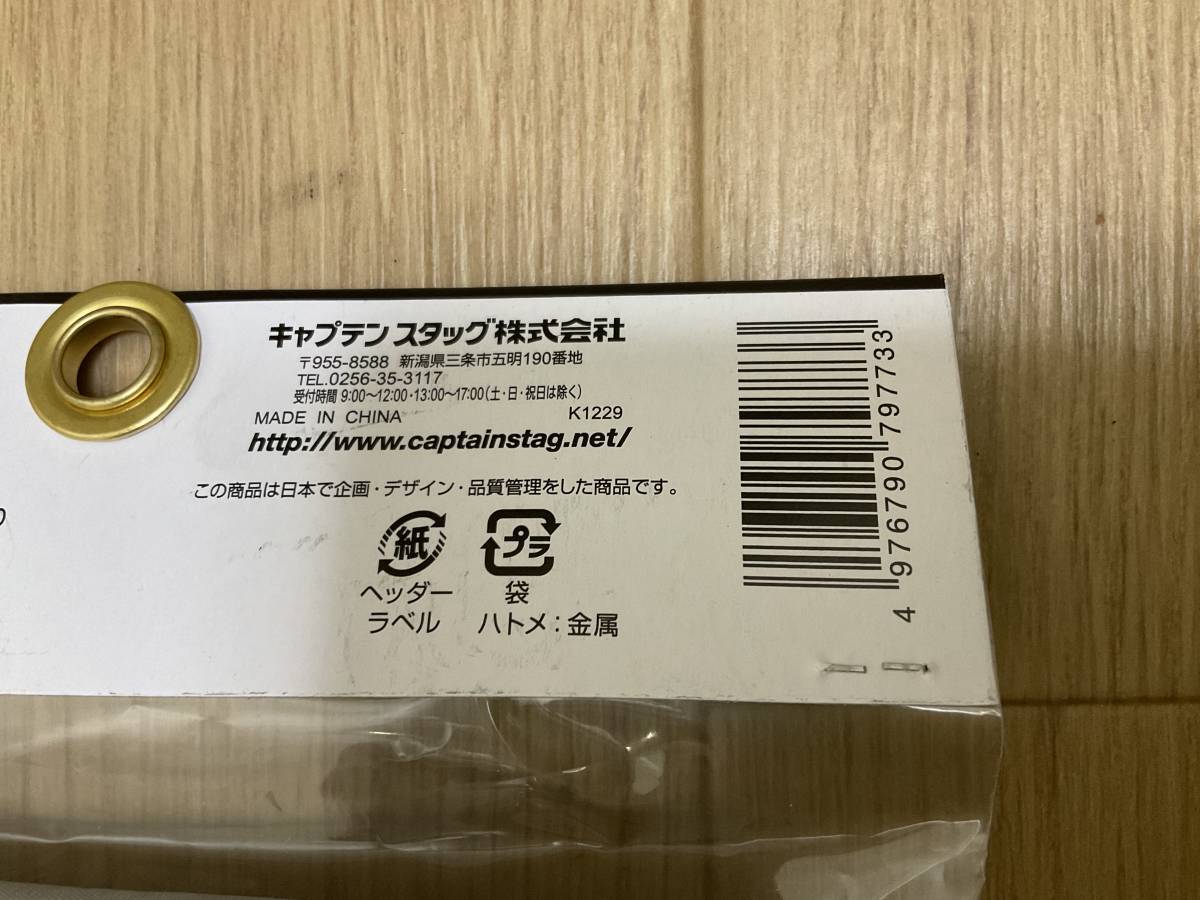 キャプテン スタッグ株式会社
〒955-8588 新潟県三条市五明190番地
TEL.0256-35-3117
受付時間 9:00〜12:00・13:00〜17:00(土・日・祝日は除く)
MADE IN CHINA K1229
http://www.captainstag.net/
この商品は日本で企画・デザイン・品質管理をした商品です。
紙 プラ
ヘッダー 袋
ラベル ハトメ:金属
4 976790 797733